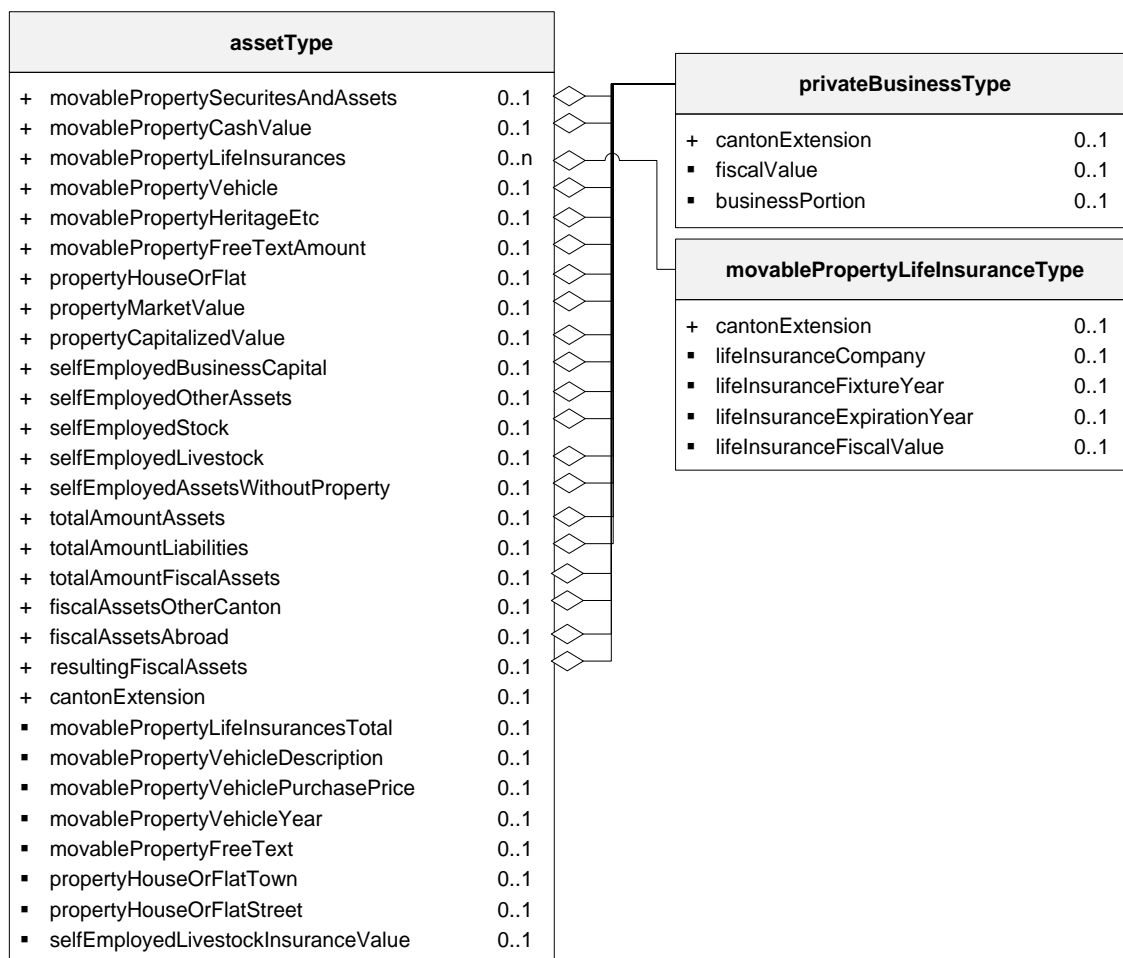 assetType
+ movablePropertySecuritesAndAssets 0..1
+ movablePropertyCashValue 0..1
+ movablePropertyLifeInsurances 0..n
+ movablePropertyVehicle 0..1
+ movablePropertyHeritageEtc 0..1
+ movablePropertyFreeTextAmount 0..1
+ propertyHouseOrFlat 0..1
+ propertyMarketValue 0..1
+ propertyCapitalizedValue 0..1
+ selfEmployedBusinessCapital 0..1
+ selfEmployedOtherAssets 0..1
+ selfEmployedStock 0..1
+ selfEmployedLivestock 0..1
+ selfEmployedAssetsWithoutProperty 0..1
+ totalAmountAssets 0..1
+ totalAmountLiabilities 0..1
+ totalAmountFiscalAssets 0..1
+ fiscalAssetsOtherCanton 0..1
+ fiscalAssetsAbroad 0..1
+ resultingFiscalAssets 0..1
+ cantonExtension 0..1
▪ movablePropertyLifeInsurancesTotal 0..1
▪ movablePropertyVehicleDescription 0..1
▪ movablePropertyVehiclePurchasePrice 0..1
▪ movablePropertyVehicleYear 0..1
▪ movablePropertyFreeText 0..1
▪ propertyHouseOrFlatTown 0..1
▪ propertyHouseOrFlatStreet 0..1
▪ selfEmployedLivestockInsuranceValue 0..1
privateBusinessType
+ cantonExtension 0..1
▪ fiscalValue 0..1
▪ businessPortion 0..1
movablePropertyLifeInsuranceType
+ cantonExtension 0..1
▪ lifeInsuranceCompany 0..1
▪ lifeInsuranceFixtureYear 0..1
▪ lifeInsuranceExpirationYear 0..1
▪ lifeInsuranceFiscalValue 0..1